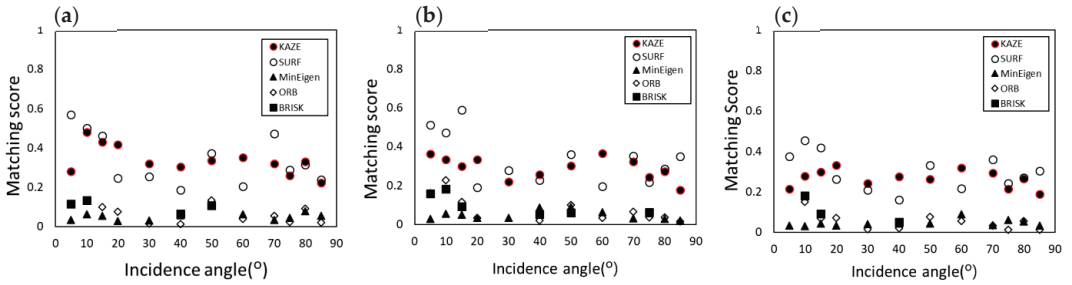 (a)
Matching score
1
0.8
0.6
0.4
0.2
0
0 10 20 30 40 50 60 70 80 90
Incidence angle(O)
KAZE
SURF
MinEigen
ORB
BRISK
(b)
Matching score
1
0.8
0.6
0.4
0.2
0
0 10 20 30 40 50 60 70 80 90
Incidence angle(O)
KAZE
SURF
MinEigen
ORB
BRISK
(c)
Matching Score
1
0.8
0.6
0.4
0.2
0
0 10 20 30 40 50 60 70 80 90
Incidence angle(O)
KAZE
SURF
MinEigen
ORB
BRISK